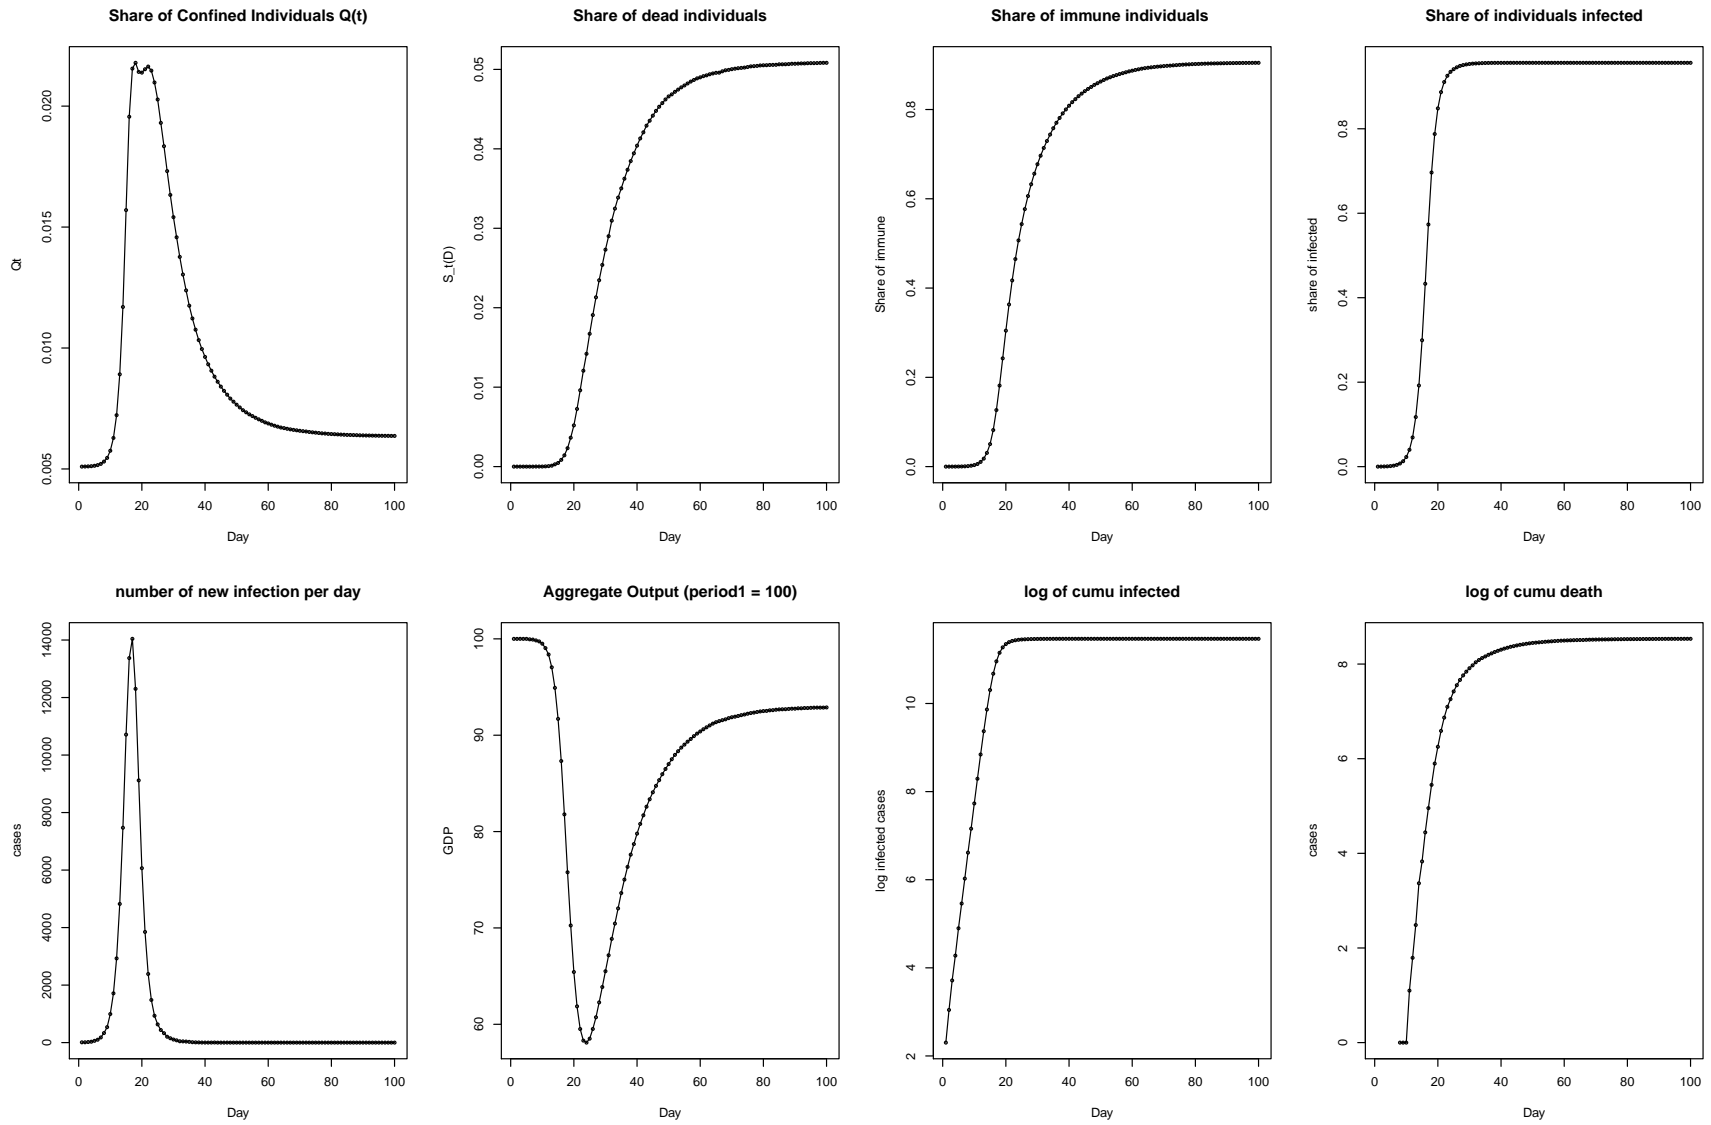 Share of Confined Individuals Q(t)
Qt
0.020
0.015
0.010
0.005
0 20 40 60 80 100
Day
Share of dead individuals
S_t(D)
0.05
0.04
0.03
0.02
0.01
0.00
0 20 40 60 80 100
Day
Share of immune individuals
Share of immune
0.8
0.6
0.4
0.2
0.0
0 20 40 60 80 100
Day
Share of individuals infected
share of infected
0.8
0.6
0.4
0.2
0.0
0 20 40 60 80 100
Day
number of new infection per day
cases
14000
12000
10000
8000
6000
4000
2000
0
0 20 40 60 80 100
Day
Aggregate Output (period1 = 100)
GDP
100
90
80
70
60
0 20 40 60 80 100
Day
log of cumu infected
log infected cases
10
8
6
4
2
0 20 40 60 80 100
Day
log of cumu death
cases
8
6
4
2
0
0 20 40 60 80 100
Day